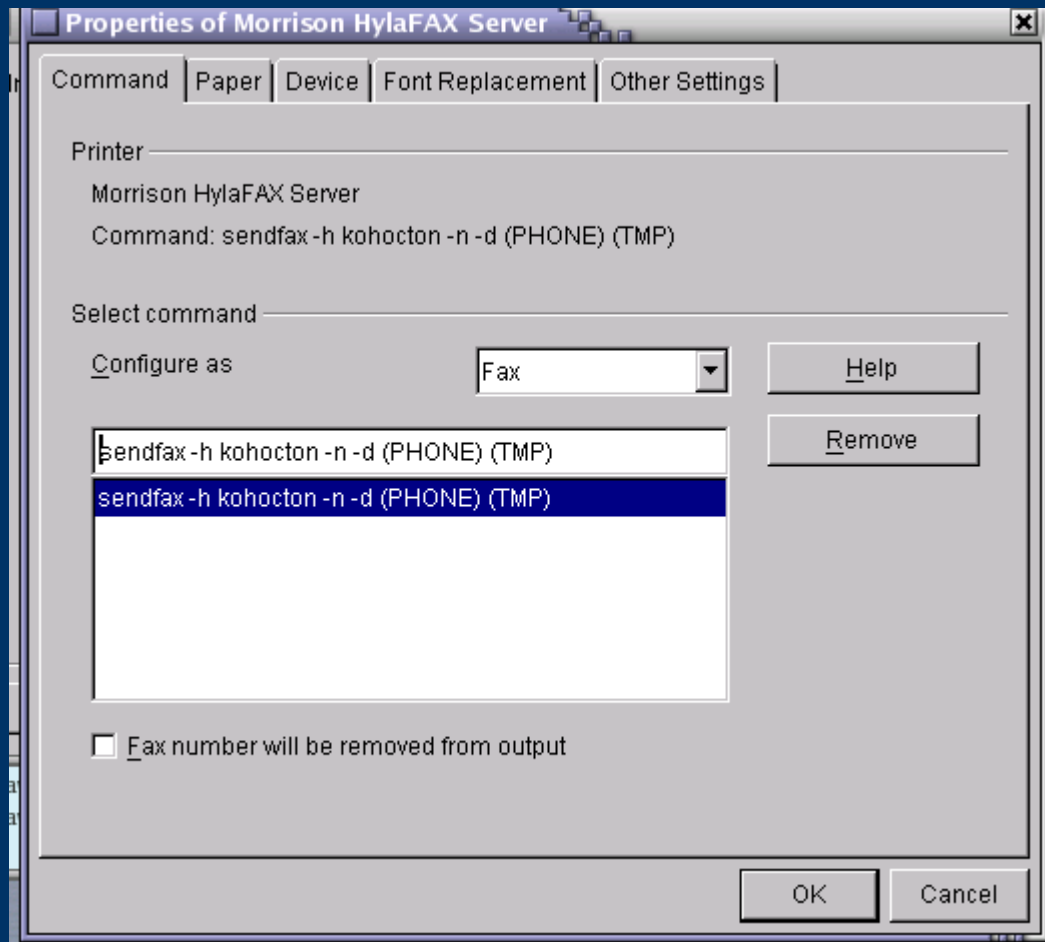 Properties of Morrison HylaFAX Server
Command Paper Device Font Replacement Other Settings
Printer
Morrison HylaFAX Server
Command: sendfax -h kohocton -n -d (PHONE) (TMP)
Select command
Configure as Fax Help
sendfax -h kohocton -n -d (PHONE) (TMP) Remove
sendfax -h kohocton -n -d (PHONE) (TMP)
Fax number will be removed from output
OK Cancel